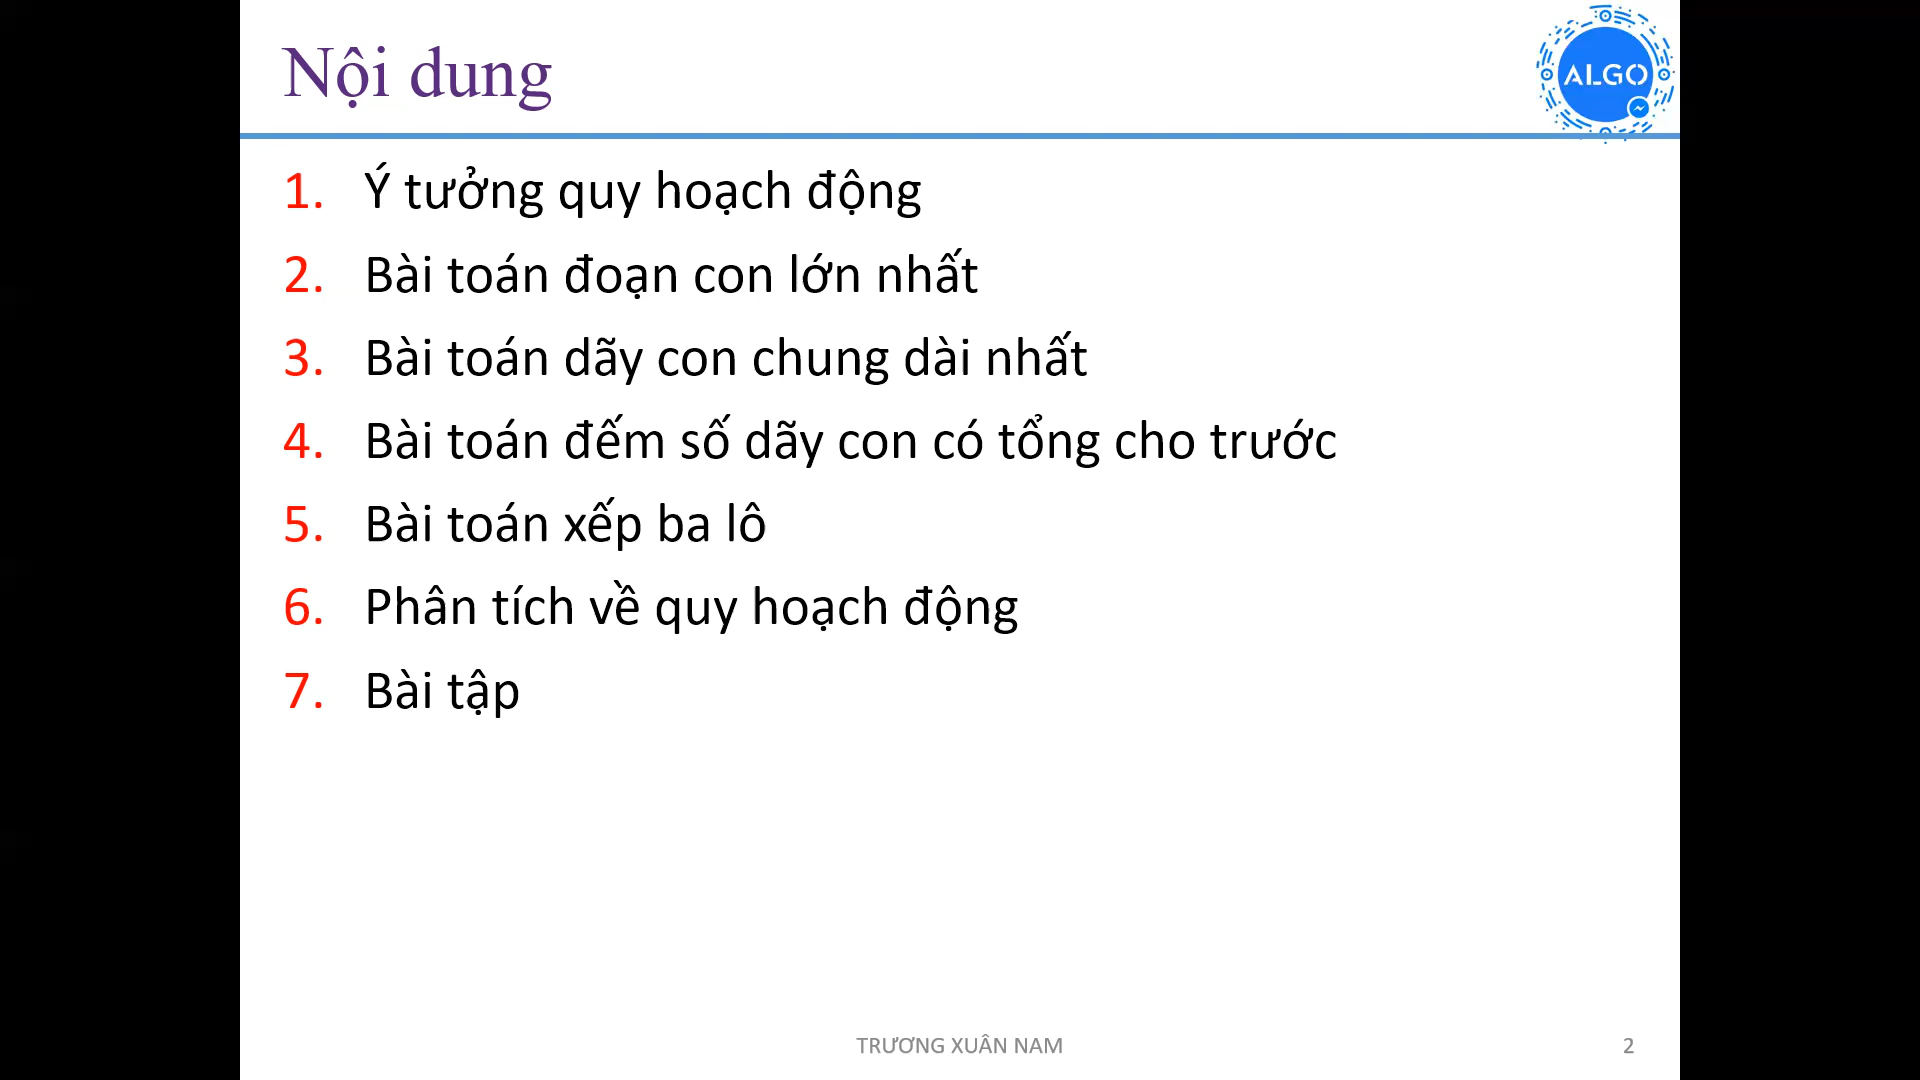 Nội dung
ALGO
1. Ý tưởng quy hoạch động
2. Bài toán đoạn con lớn nhất
3. Bài toán dãy con chung dài nhất
4. Bài toán đếm số dãy con có tổng cho trước
5. Bài toán xếp ba lô
6. Phân tích về quy hoạch động
7. Bài tập
TRƯƠNG XUÂN NAM
2